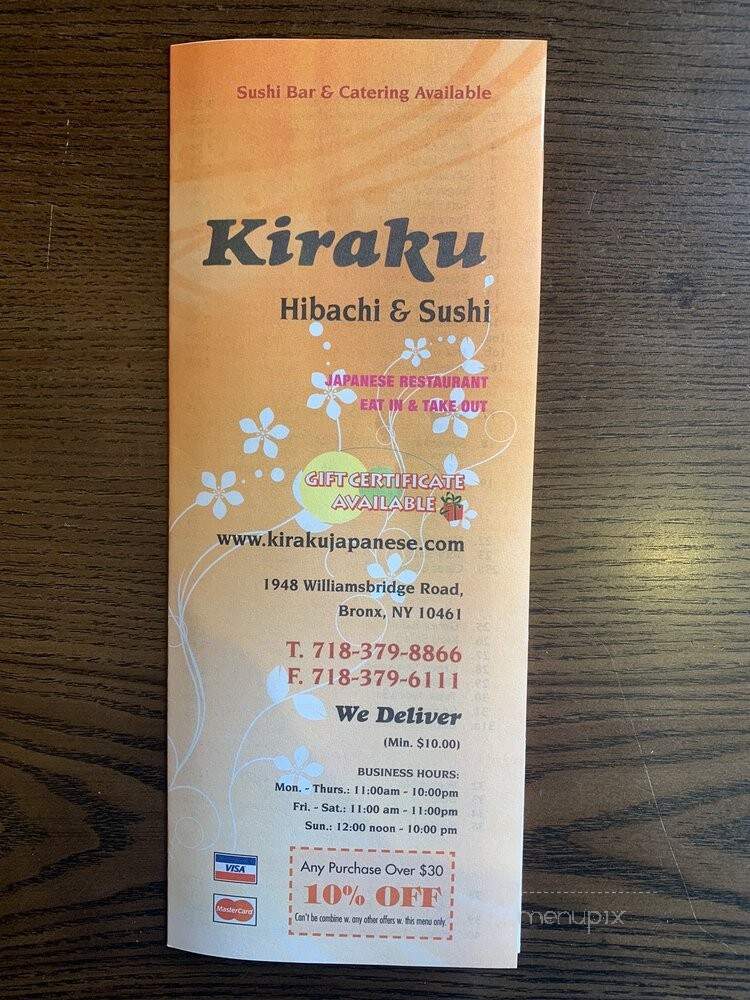 Sushi Bar & Catering Available
Kiraku
Hibachi & Sushi
JAPANESE RESTAURANT
EAT IN & TAKE OUT
GIFT CERTIFICATE
AVAILABLE
www.kirakujapanese.com
1948 Williamsbridge Road,
Bronx, NY 10461
T. 718-379-8866
F. 718-379-6111
We Deliver
(Min. $10.00)
BUSINESS HOURS:
Mon. - Thurs.: 11:00am - 10:00pm
Fri. - Sat.: 11:00 am - 11:00pm
Sun.: 12:00 noon - 10:00 pm
VISA
MasterCard
Any Purchase Over $30
10% OFF
Can't be combine w. any other offers w. this menu only.
menupix